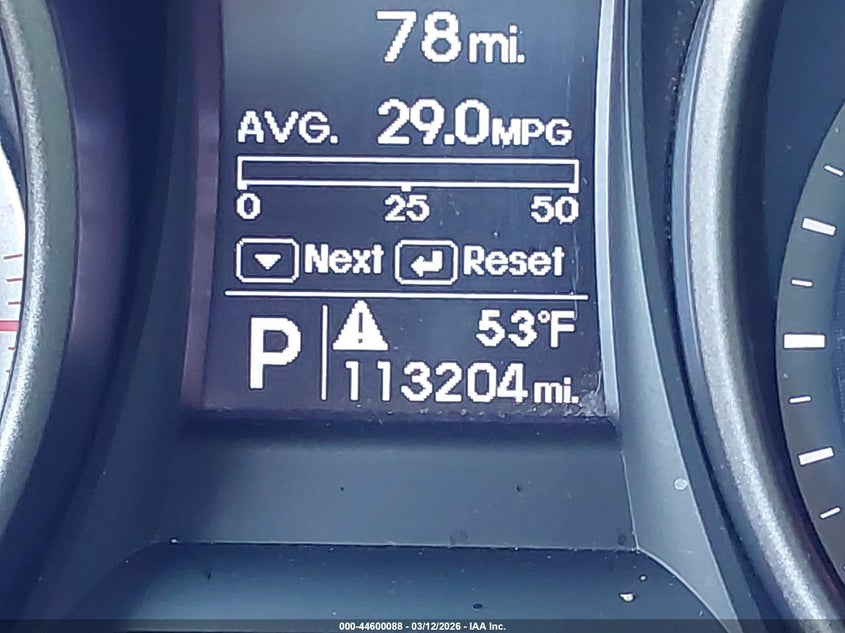 78mi.
AVG. 29.0MPG
0 25 50
Next Reset
P 53°F
113204mi.
000-44600088 - 03/12/2026 - IAA Inc.